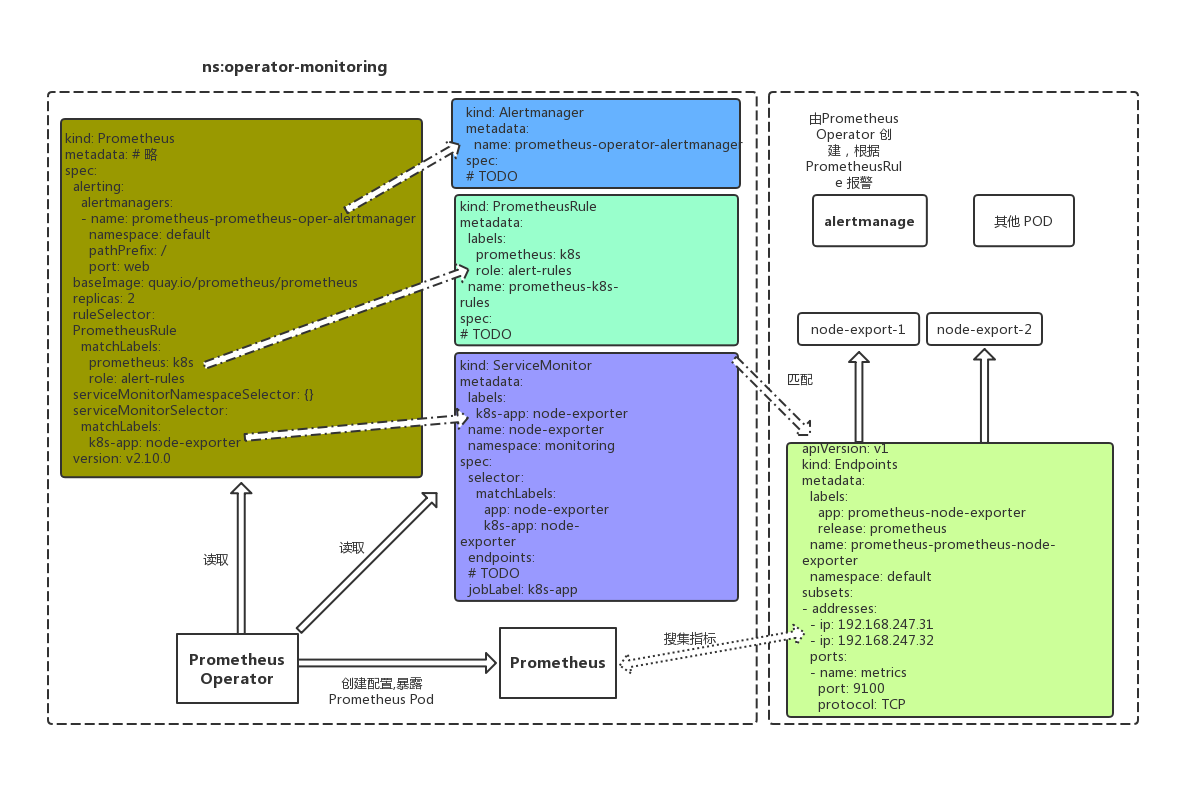 ns:operator-monitoring
kind: Prometheus
metadata: # 略
spec:
alerting:
alertmanagers:
- name: prometheus-prometheus-oper-alertmanager
namespace: default
pathPrefix: /
port: web
baseImage: quay.io/prometheus/prometheus
replicas: 2
ruleSelector:
PrometheusRule
matchLabels:
prometheus: k8s
role: alert-rules
serviceMonitorNamespaceSelector: {}
serviceMonitorSelector:
matchLabels:
k8s-app: node-exporter
version: v2.10.0
kind: Alertmanager
metadata:
name: prometheus-operator-alertmanager
spec:
# TODO
kind: PrometheusRule
metadata:
labels:
prometheus: k8s
role: alert-rules
name: prometheus-k8s-
rules
spec:
# TODO
kind: ServiceMonitor
metadata:
labels:
k8s-app: node-exporter
name: node-exporter
namespace: monitoring
spec:
selector:
matchLabels:
app: node-exporter
k8s-app: node-
exporter
endpoints:
# TODO
jobLabel: k8s-app
读取
读取
Prometheus
Operator
创建配置,暴露
Prometheus Pod
Prometheus
搜集指标
由Prometheus
Operator 创
建，根据
PrometheusRul
e 报警
alertmanage
其他 POD
node-export-1
node-export-2
匹配
apiVersion: v1
kind: Endpoints
metadata:
labels:
app: prometheus-node-exporter
release: prometheus
name: prometheus-prometheus-node-
exporter
namespace: default
subsets:
- addresses:
- ip: 192.168.247.31
- ip: 192.168.247.32
ports:
- name: metrics
port: 9100
protocol: TCP